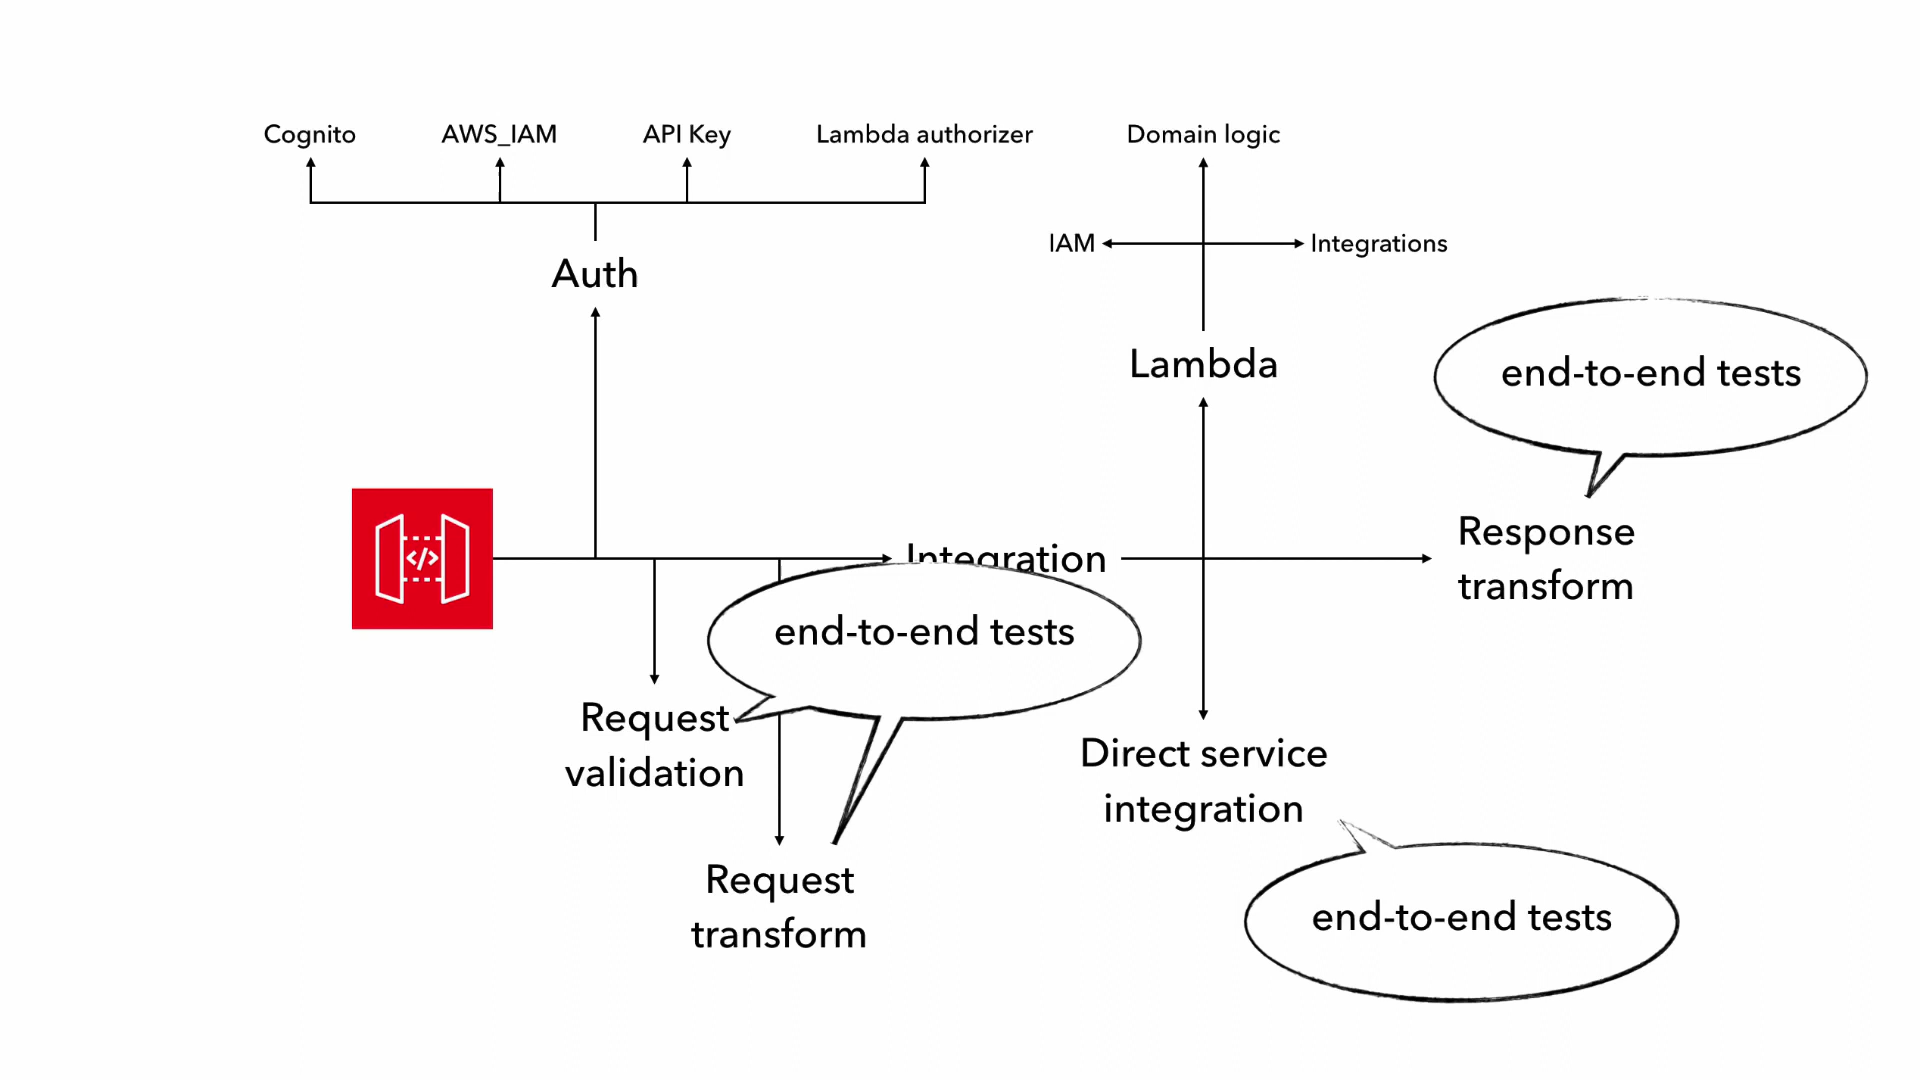 Cognito
AWS_IAM
API Key
Lambda authorizer
Domain logic
IAM
Integrations
Auth
Lambda
end-to-end tests
</>
Integration
Response
transform
end-to-end tests
Request
validation
Direct service
integration
Request
transform
end-to-end tests